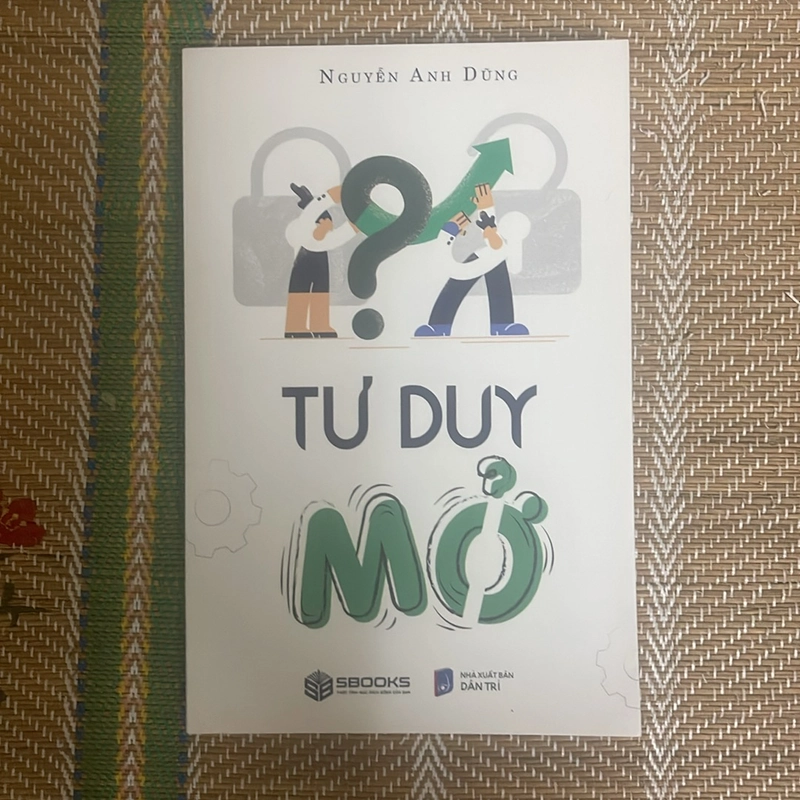 NGUYỄN ANH DŨNG
TƯ DUY
MỞ
SBOOKS
NHÀ XUẤT BẢN
DÂN TRÍ